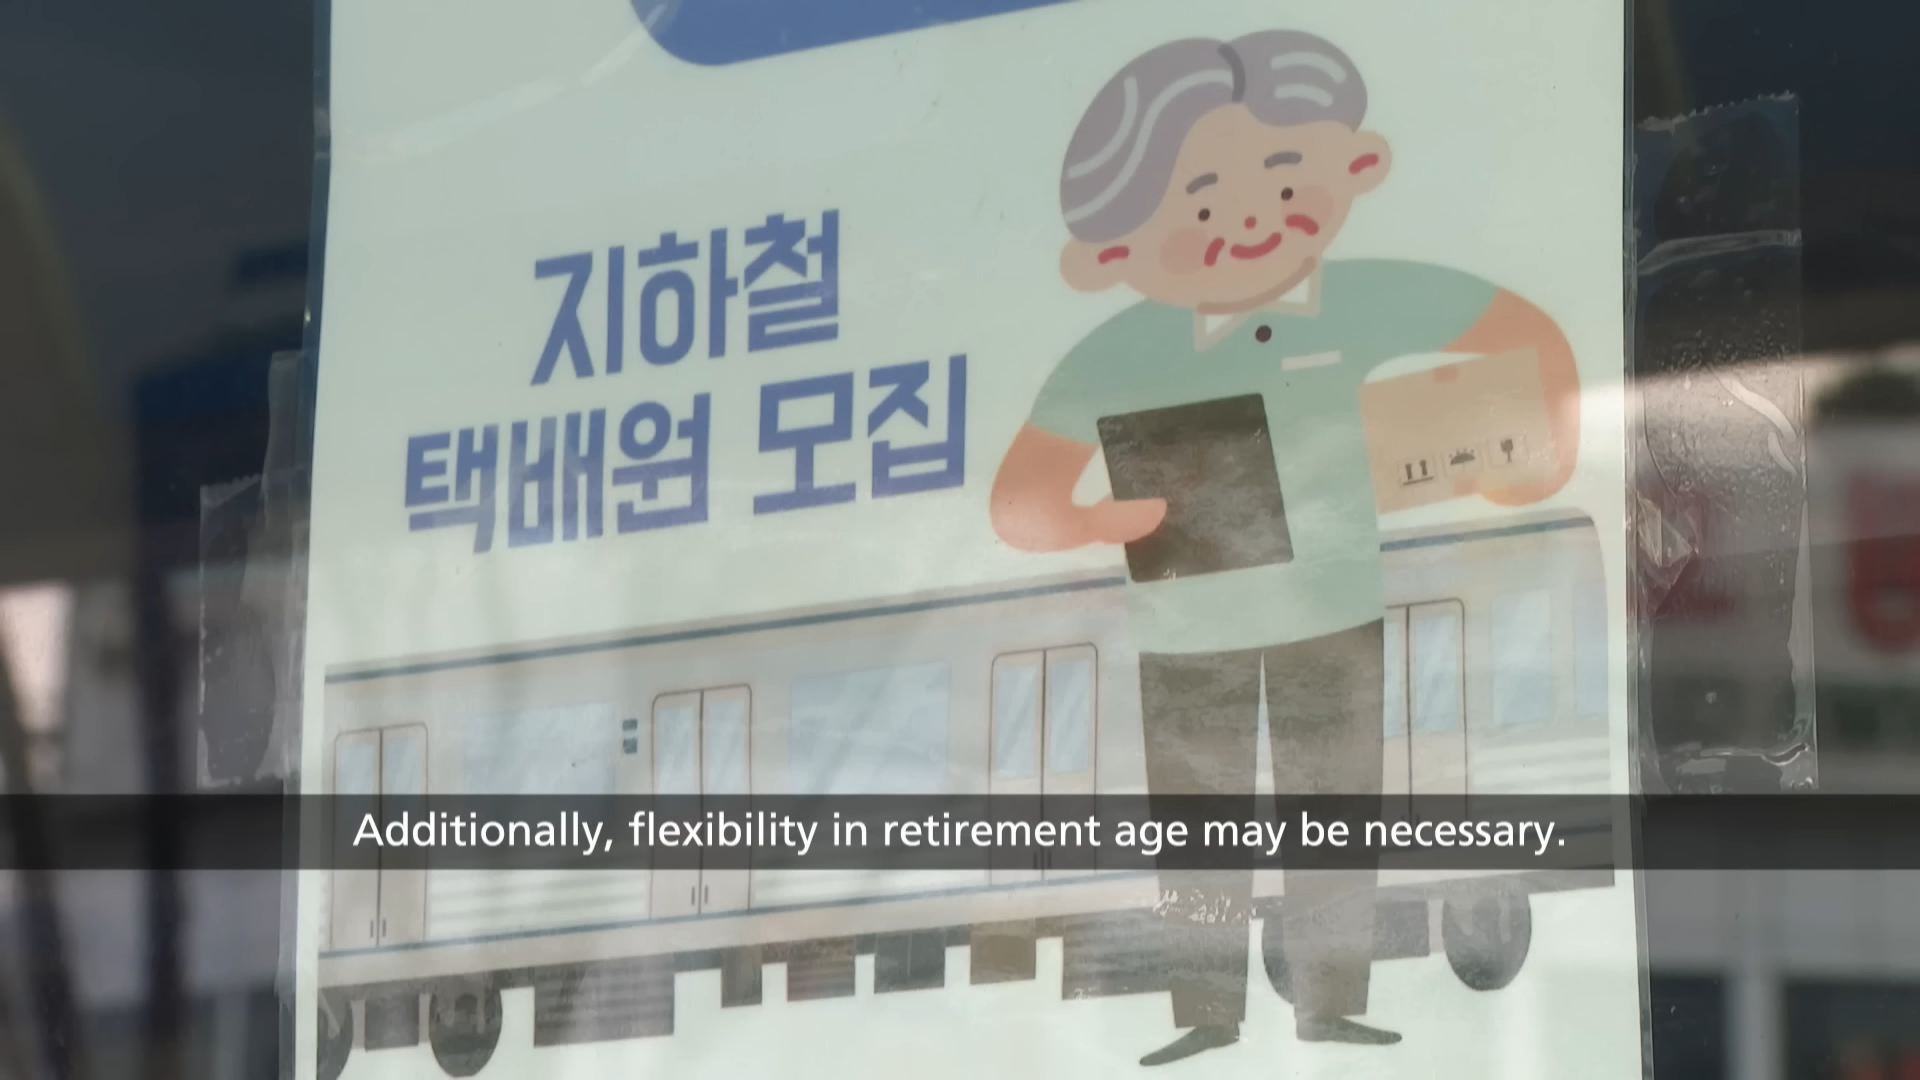 지하철
택배원 모집
Additionally, flexibility in retirement age may be necessary.